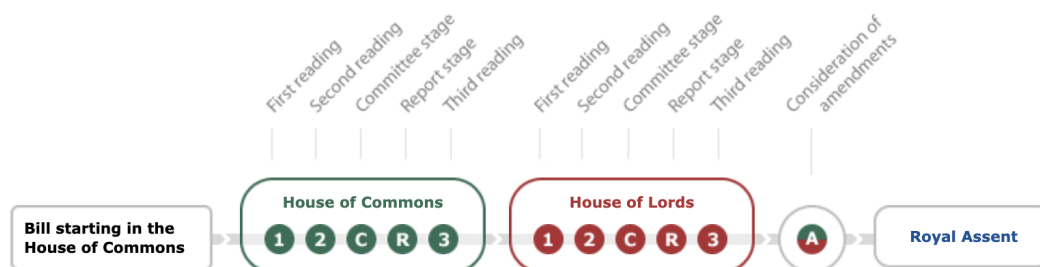 First reading
Second reading
Committee stage
Report stage
Third reading
First reading
Second reading
Committee stage
Report stage
Third reading
Consideration of
amendments
Bill starting in the
House of Commons
House of Commons
1 2 C R 3
House of Lords
1 2 C R 3
A
Royal Assent